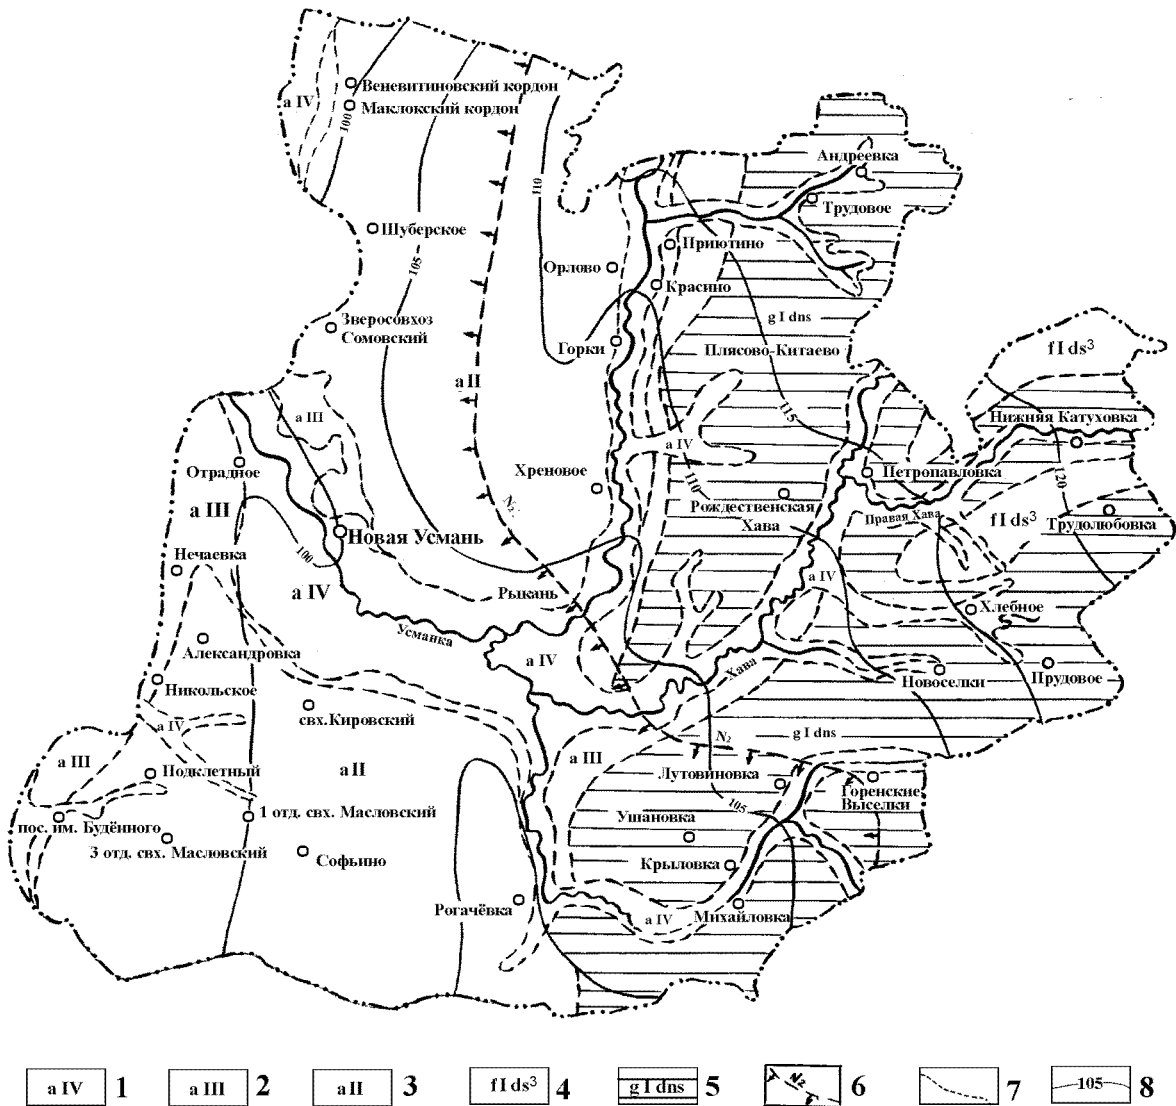 Веневитиновский кордон
а IV
Маклокский кордон
100
110
Андреевка
Трудовое
Шуберское
Приютино
105
Орлово
Красино
Зверосовхоз
Сомовский
g I dns
Горки
Плясово-Китаево
f I ds³
а II
115
Нижняя Катуховка
а III
а IV
Отрадное
Хреновое
Петропавловка
110
120
Рождественская
Хава
Правая Хава
f I ds³
Трудолюбовка
а III
N₂
Новая Усмань
100
Нечаевка
а IV
Рыкань
а IV
Хлебное
Усманка
Александровка
а IV
Хава
Новоселки
Прудовое
Никольское
свх. Кировский
а IV
N₂
g I dns
а III
а III
Подклетный
а II
Лутовиновка
Горенские
Выселки
105
1 отд. свх. Масловский
пос. им. Будённого
Ушановка
3 отд. свх. Масловский
Софьино
Крыловка
Рогачёвка
а IV
Михайловка
а IV 1
а III 2
а II 3
f I ds³ 4
g I dns 5
N₂ 6
7
105 8